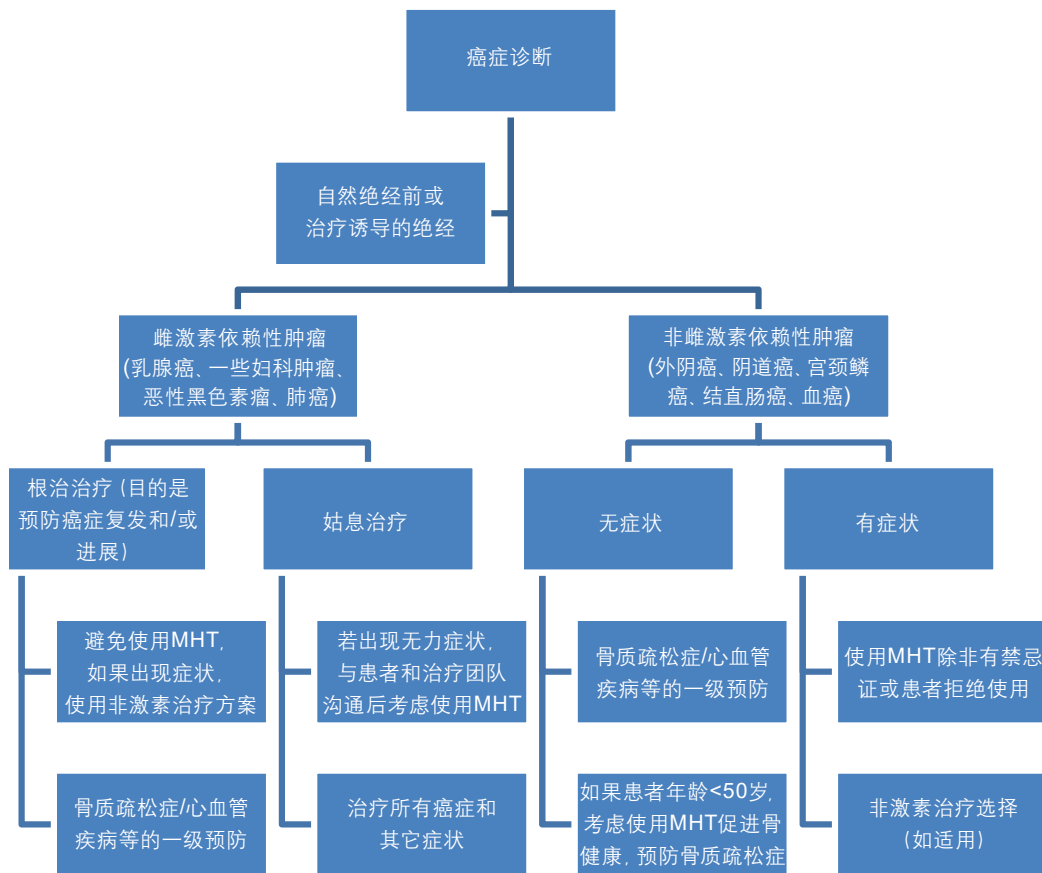 癌症诊断
自然绝经前或
治疗诱导的绝经
雌激素依赖性肿瘤
(乳腺癌、一些妇科肿瘤、
恶性黑色素瘤、肺癌)
非雌激素依赖性肿瘤
(外阴癌、阴道癌、宫颈鳞
癌、结直肠癌、血癌)
根治治疗(目的是
预防癌症复发和/或
进展)
姑息治疗
无症状
有症状
避免使用MHT,
如果出现症状,
使用非激素治疗方案
若出现无力症状,
与患者和治疗团队
沟通后考虑使用MHT
骨质疏松症/心血管
疾病等的一级预防
使用MHT除非有禁忌
证或患者拒绝使用
骨质疏松症/心血管
疾病等的一级预防
治疗所有癌症和
其它症状
如果患者年龄<50岁,
考虑使用MHT促进骨
健康,预防骨质疏松症
非激素治疗选择
(如适用)